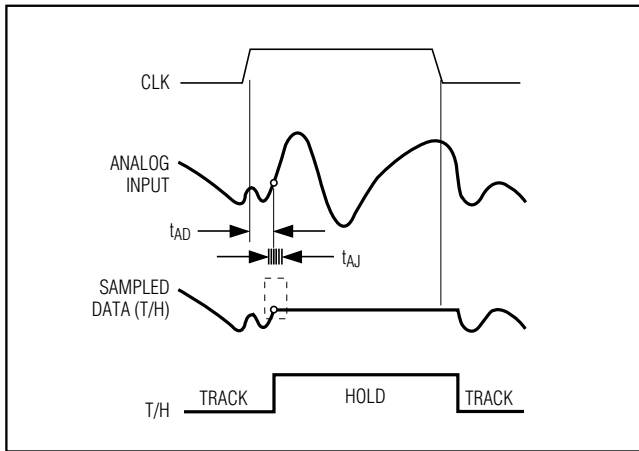 CLK
ANALOG
INPUT
tAD
tAJ
SAMPLED
DATA (T/H)
T/H
TRACK
HOLD
TRACK